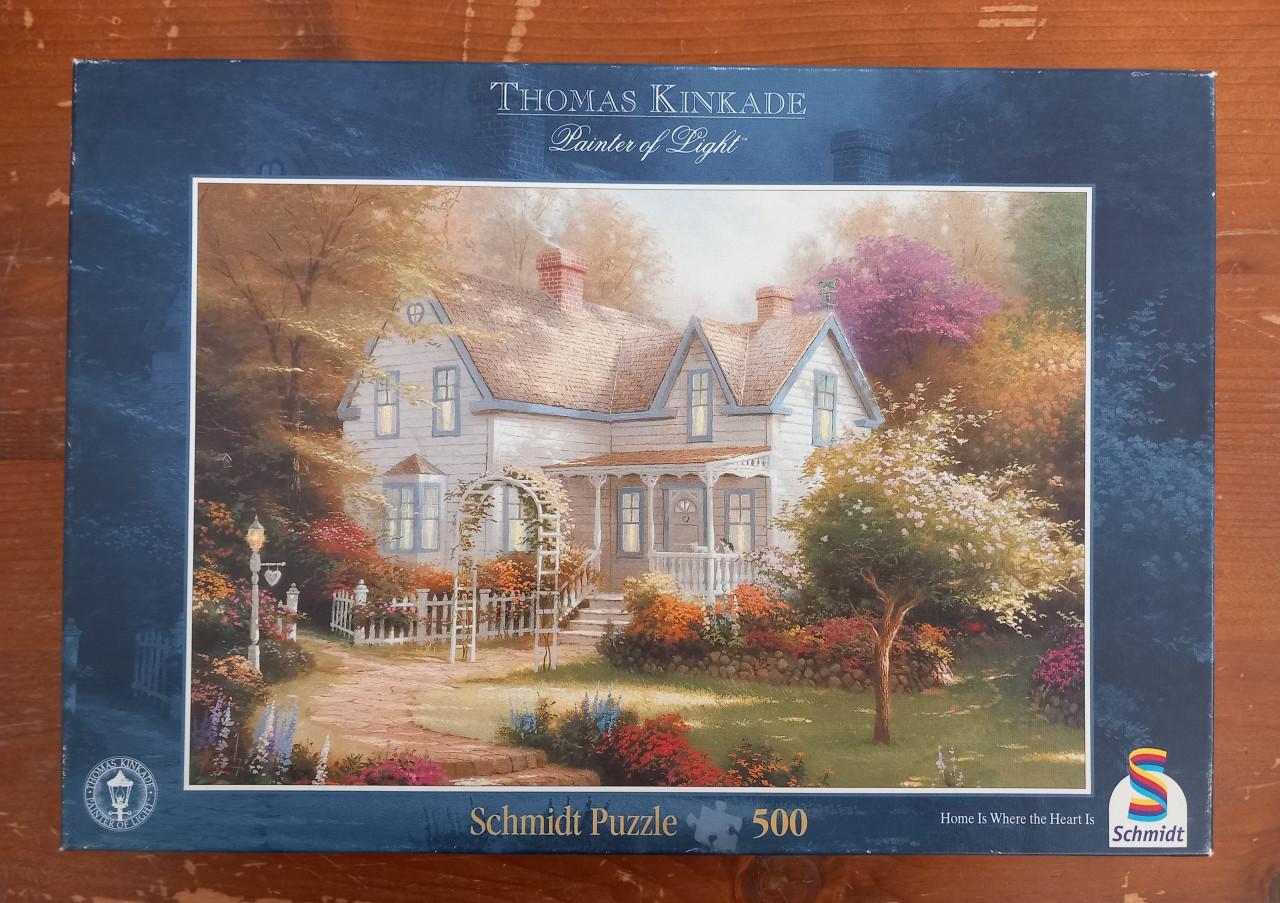 THOMAS KINKADE
Painter of Light™
THOMAS KINKADE
PAINTER OF LIGHT
Schmidt Puzzle 500
Home Is Where the Heart Is
Schmidt